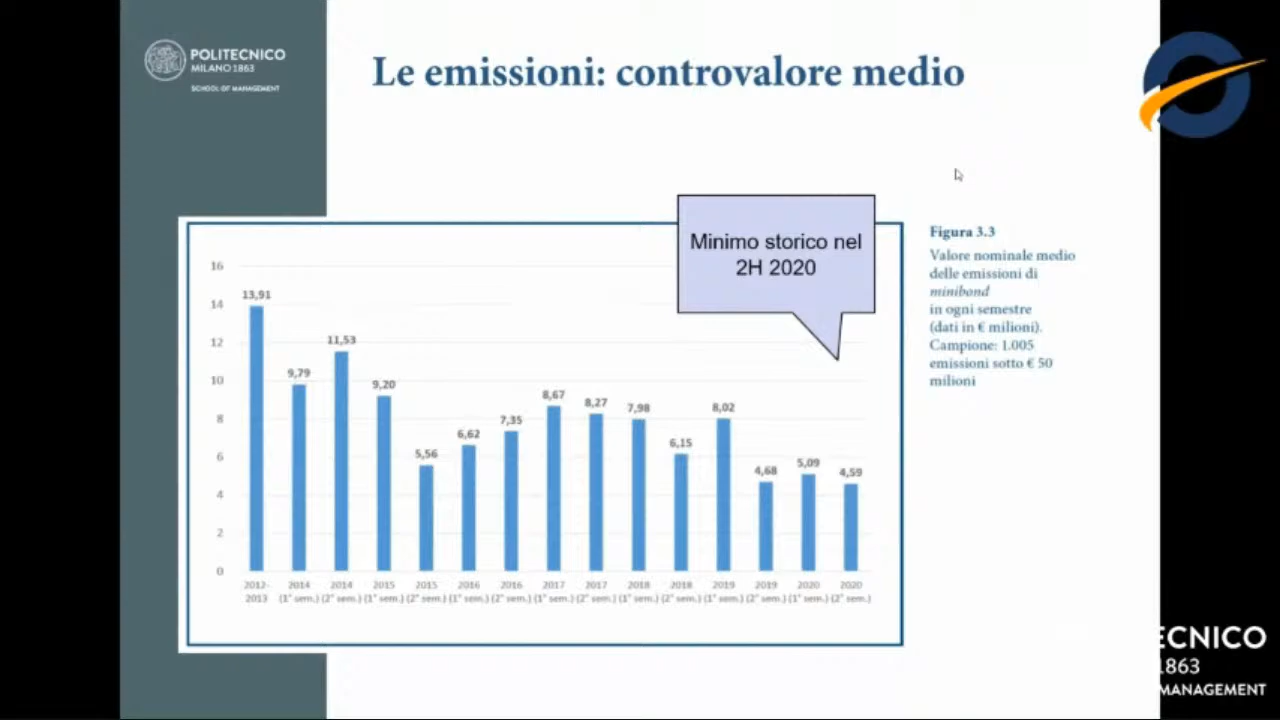 POLITECNICO
MILANO 1863
SCHOOL OF MANAGEMENT
Le emissioni: controvalore medio
Minimo storico nel
2H 2020
Figura 3.3
Valore nominale medio
delle emissioni di
minibond
in ogni semestre
(dati in € milioni).
Campione: 1.005
emissioni sotto € 50
milioni
16
14
12
10
8
6
4
2
0
13,91
9,79
11,53
9,20
5,56
6,62
7,35
8,67
8,27
7,98
6,15
8,02
4,68
5,09
4,59
2012- 2014 2014 2015 2015 2016 2016 2017 2017 2018 2018 2019 2019 2020 2020
2013 (1° sem.) (2° sem.) (1° sem.) (2° sem.) (1° sem.) (2° sem.) (1° sem.) (2° sem.) (1° sem.) (2° sem.) (1° sem.) (2° sem.) (1° sem.) (2° sem.)
ECNICO
1863
MANAGEMENT